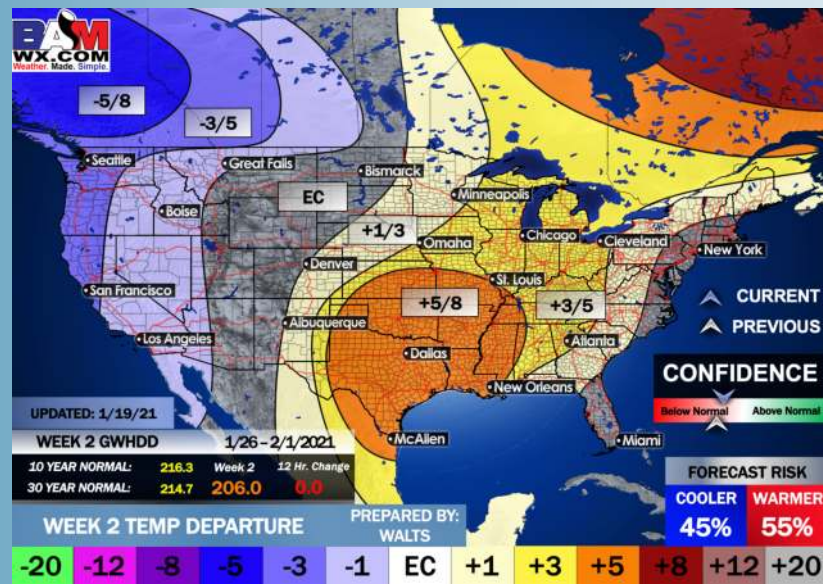 BAM
WX.COM
Weather. Made. Simple.
-5/8
-3/5
Seattle
Great Falls
Bismarck
EC
Boise
Minneapolis
+1/3
Omaha
Chicago
Cleveland
New York
Denver
San Francisco
St. Louis
+5/8
+3/5
CURRENT
PREVIOUS
Los Angeles
Albuquerque
Dallas
Atlanta
CONFIDENCE
Below Normal Above Normal
New Orleans
McAllen
Miami
UPDATED: 1/19/21
WEEK 2 GWHDD 1/26 – 2/1/2021
10 YEAR NORMAL: 216.3 Week 2 12 Hr. Change
30 YEAR NORMAL: 214.7 206.0 0.0
FORECAST RISK
COOLER WARMER
45% 55%
WEEK 2 TEMP DEPARTURE
PREPARED BY:
WALTS
-20 -12 -8 -5 -3 -1 EC +1 +3 +5 +8 +12 +20